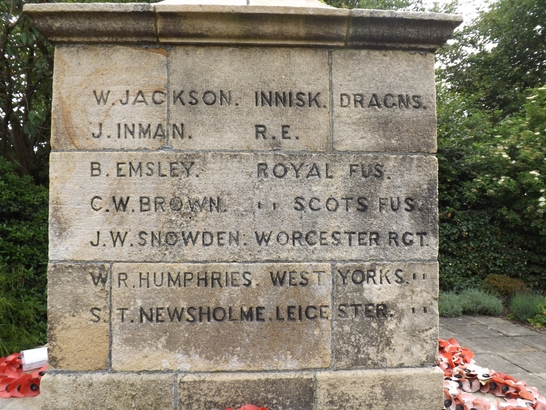 W. JACKSON. INNISK. DRAGNS.
J. INMAN. R.E.
B. EMSLEY. ROYAL FUS.
C.W. BROWN. " SCOTS FUS.
J.W. SNOWDEN. WORCESTER RGT.
W.R. HUMPHRIES. WEST YORKS. "
S.T. NEWSHOLME. LEICESTER. "